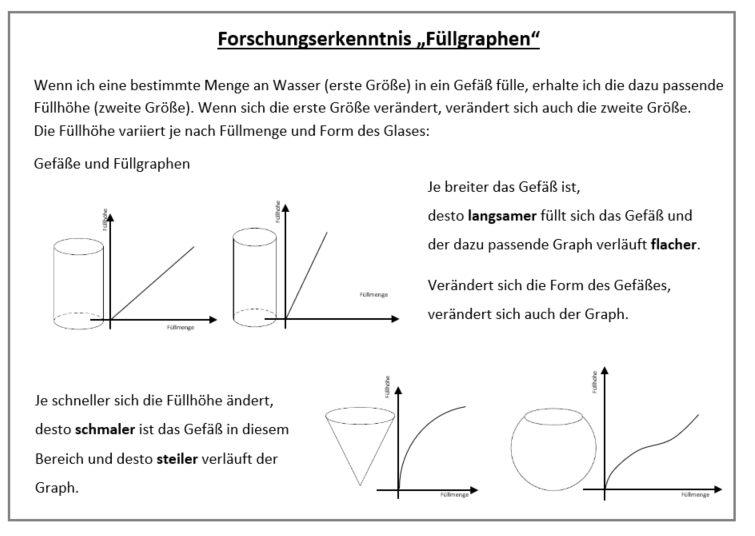 Forschungserkenntnis „Füllgraphen“
Wenn ich eine bestimmte Menge an Wasser (erste Größe) in ein Gefäß fülle, erhalte ich die dazu passende
Füllhöhe (zweite Größe). Wenn sich die erste Größe verändert, verändert sich auch die zweite Größe.
Die Füllhöhe variiert je nach Füllmenge und Form des Glases:
Gefäße und Füllgraphen
Je breiter das Gefäß ist,
desto langsamer füllt sich das Gefäß und
der dazu passende Graph verläuft flacher.
Verändert sich die Form des Gefäßes,
verändert sich auch der Graph.
Füllhöhe
Füllmenge
Füllhöhe
Füllmenge
Je schneller sich die Füllhöhe ändert,
desto schmaler ist das Gefäß in diesem
Bereich und desto steiler verläuft der
Graph.
Füllhöhe
Füllmenge
Füllhöhe
Füllmenge